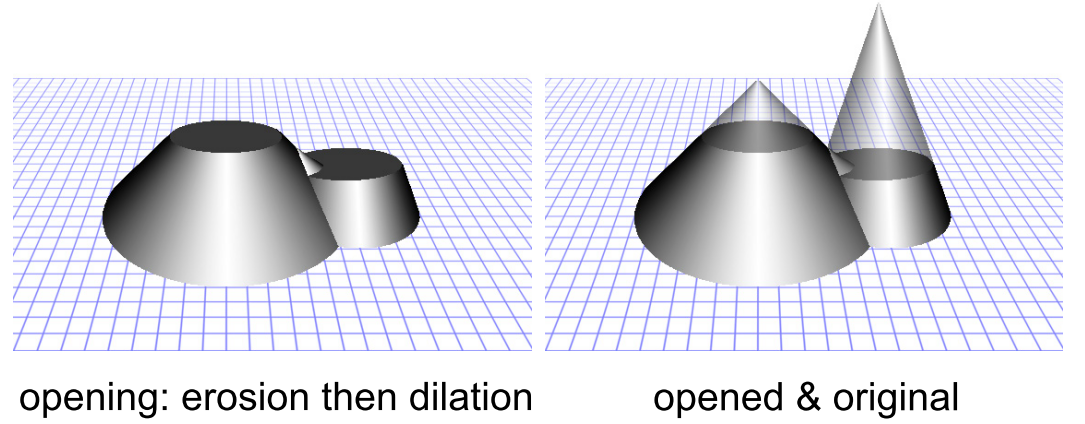 opening: erosion then dilation
opened & original